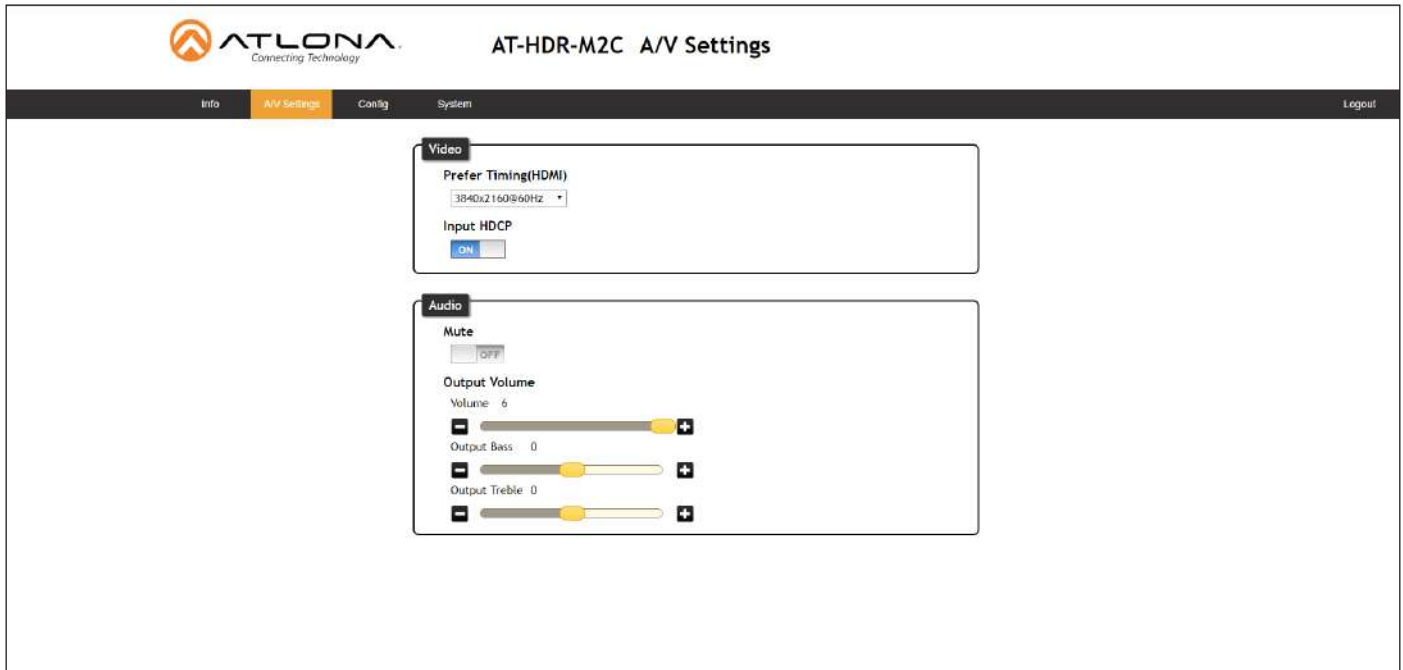 ATLONA.
Connecting Technology
AT-HDR-M2C A/V Settings
Info A/V Settings Config System Logout
Video
Prefer Timing(HDMI)
3840x2160@60Hz
Input HDCP
ON
Audio
Mute
OFF
Output Volume
Volume 6
Output Bass 0
Output Treble 0